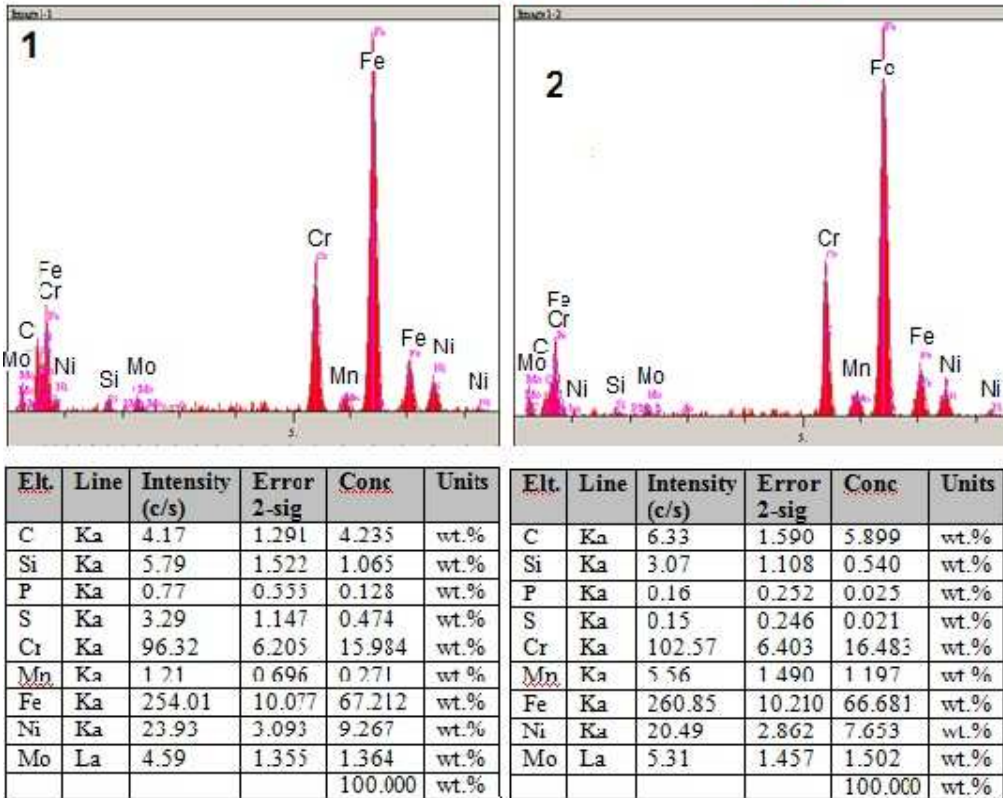 Image1-1
1
Fe
Cr
Fe
Cr
C
Mo
Ni
Si
Mo
Mn
Fe
Ni
Ni
5.
Image1-2
2
Fe
Cr
Fe
Cr
C
Mo
Ni
Si
Mo
Mn
Fe
Ni
Ni
5.
Elt. Line Intensity (c/s) Error 2-sig Conc Units
C Ka 4.17 1.291 4.235 wt.%
Si Ka 5.79 1.522 1.065 wt.%
P Ka 0.77 0.555 0.128 wt.%
S Ka 3.29 1.147 0.474 wt.%
Cr Ka 96.32 6.205 15.984 wt.%
Mn Ka 1.21 0.696 0.271 wt.%
Fe Ka 254.01 10.077 67.212 wt.%
Ni Ka 23.93 3.093 9.267 wt.%
Mo La 4.59 1.355 1.364 wt.%
100.000 wt.%
Elt. Line Intensity (c/s) Error 2-sig Conc Units
C Ka 6.33 1.590 5.899 wt.%
Si Ka 3.07 1.108 0.540 wt.%
P Ka 0.16 0.252 0.025 wt.%
S Ka 0.15 0.246 0.021 wt.%
Cr Ka 102.57 6.403 16.483 wt.%
Mn Ka 5.56 1.490 1.197 wt.%
Fe Ka 260.85 10.210 66.681 wt.%
Ni Ka 20.49 2.862 7.653 wt.%
Mo La 5.31 1.457 1.502 wt.%
100.000 wt.%